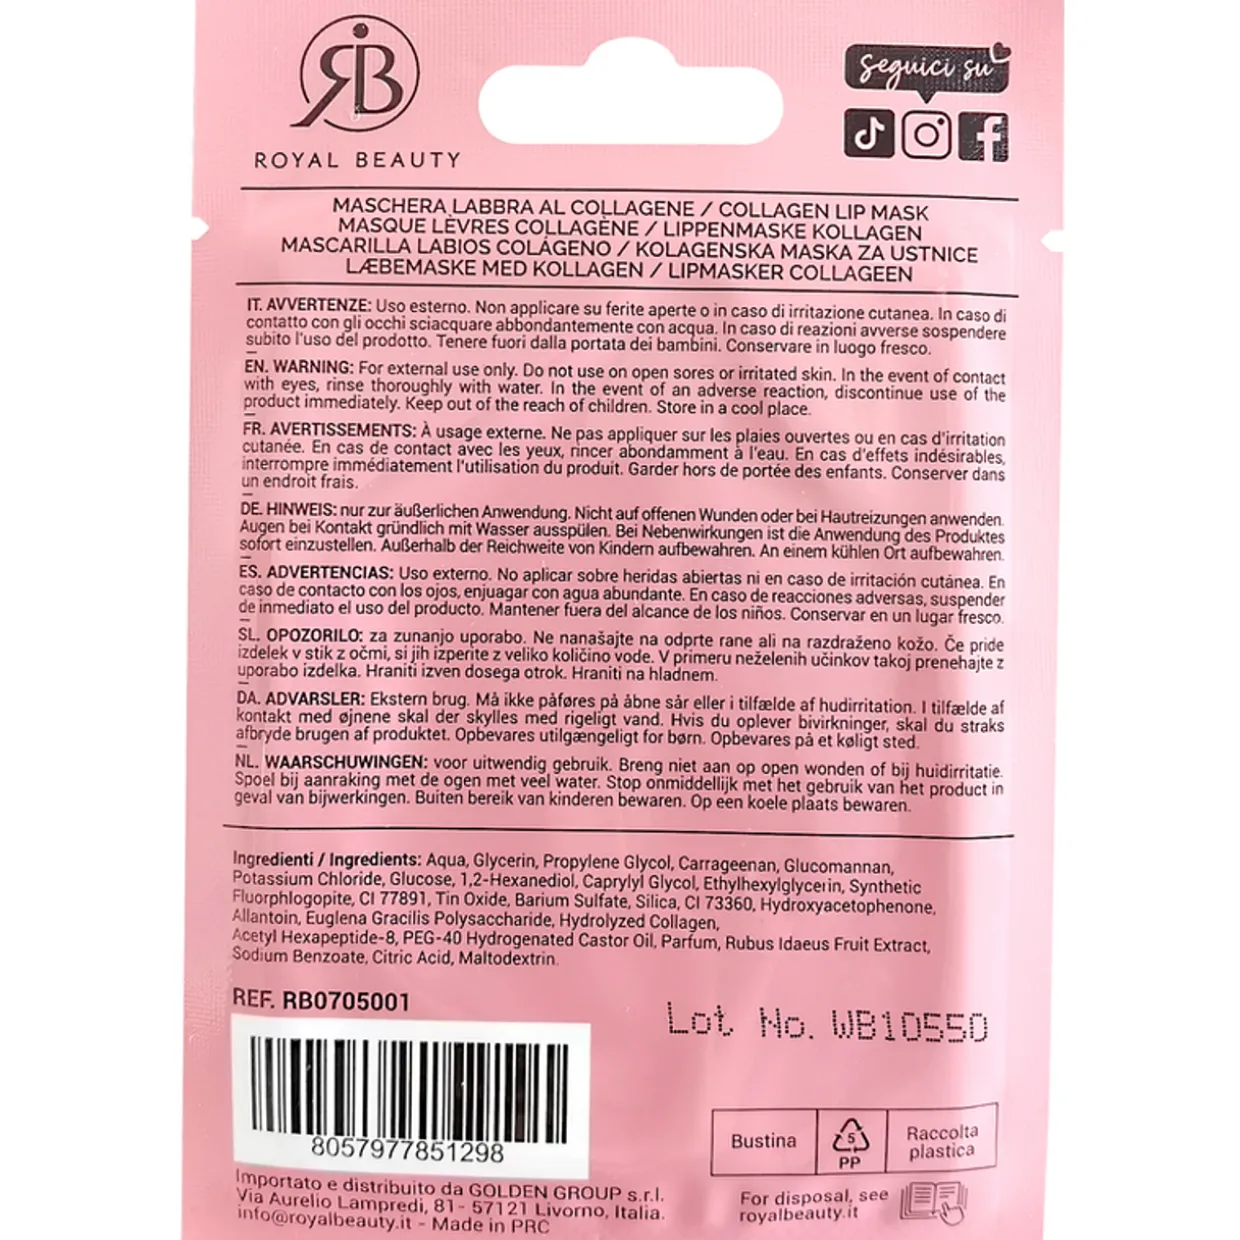 RB
ROYAL BEAUTY
Seguici su
MASCHERA LABBRA AL COLLAGENE / COLLAGEN LIP MASK
MASQUE LÈVRES COLLAGÈNE / LIPPENMASKE KOLLAGEN
MASCARILLA LABIOS COLÁGENO / KOLAGENSKA MASKA ZA USTNICE
LÆBEMASKE MED KOLLAGEN / LIPMASKER COLLAGEEN
IT. AVVERTENZE: Uso esterno. Non applicare su ferite aperte o in caso di irritazione cutanea. In caso di
contatto con gli occhi sciacquare abbondantemente con acqua. In caso di reazioni avverse sospendere
subito l'uso del prodotto. Tenere fuori dalla portata dei bambini. Conservare in luogo fresco.
EN. WARNING: For external use only. Do not use on open sores or irritated skin. In the event of contact
with eyes, rinse thoroughly with water. In the event of an adverse reaction, discontinue use of the
product immediately. Keep out of the reach of children. Store in a cool place.
FR. AVERTISSEMENTS: À usage externe. Ne pas appliquer sur les plaies ouvertes ou en cas d'irritation
cutanée. En cas de contact avec les yeux, rincer abondamment à l'eau. En cas d'effets indésirables,
interrompre immédiatement l'utilisation du produit. Garder hors de portée des enfants. Conserver dans
un endroit frais.
DE. HINWEIS: nur zur äußerlichen Anwendung. Nicht auf offenen Wunden oder bei Hautreizungen anwenden.
Augen bei Kontakt gründlich mit Wasser ausspülen. Bei Nebenwirkungen ist die Anwendung des Produktes
sofort einzustellen. Außerhalb der Reichweite von Kindern aufbewahren. An einem kühlen Ort aufbewahren.
ES. ADVERTENCIAS: Uso externo. No aplicar sobre heridas abiertas ni en caso de irritación cutánea. En
caso de contacto con los ojos, enjuagar con agua abundante. En caso de reacciones adversas, suspender
de inmediato el uso del producto. Mantener fuera del alcance de los niños. Conservar en un lugar fresco.
SL. OPOZORILO: za zunanjo uporabo. Ne nanašajte na odprte rane ali na razdraženo kožo. Če pride
izdelek v stik z očmi, si jih izperite z veliko količino vode. V primeru neželenih učinkov takoj prenehajte z
uporabo izdelka. Hraniti izven dosega otrok. Hraniti na hladnem.
DA. ADVARSLER: Ekstern brug. Må ikke påføres på åbne sår eller i tilfælde af hudirritation. I tilfælde af
kontakt med øjnene skal der skylles med rigeligt vand. Hvis du oplever bivirkninger, skal du straks
afbryde brugen af produktet. Opbevares utilgængeligt for børn. Opbevares på et køligt sted.
NL. WAARSCHUWINGEN: voor uitwendig gebruik. Breng niet aan op open wonden of bij huidirritatie.
Spoel bij aanraking met de ogen met veel water. Stop onmiddellijk met het gebruik van het product in
geval van bijwerkingen. Buiten bereik van kinderen bewaren. Op een koele plaats bewaren.
Ingredienti / Ingredients: Aqua, Glycerin, Propylene Glycol, Carrageenan, Glucomannan,
Potassium Chloride, Glucose, 1,2-Hexanediol, Caprylyl Glycol, Ethylhexylglycerin, Synthetic
Fluorphlogopite, CI 77891, Tin Oxide, Barium Sulfate, Silica, CI 73360, Hydroxyacetophenone,
Allantoin, Euglena Gracilis Polysaccharide, Hydrolyzed Collagen,
Acetyl Hexapeptide-8, PEG-40 Hydrogenated Castor Oil, Parfum, Rubus Idaeus Fruit Extract,
Sodium Benzoate, Citric Acid, Maltodextrin.
REF. RB0705001
Lot No. WB10550
8057977851298
Bustina
5
PP
Raccolta
plastica
Importato e distribuito da GOLDEN GROUP s.r.l.
Via Aurelio Lampredi, 81 - 57121 Livorno, Italia.
info@royalbeauty.it - Made in PRC
For disposal, see
royalbeauty.it